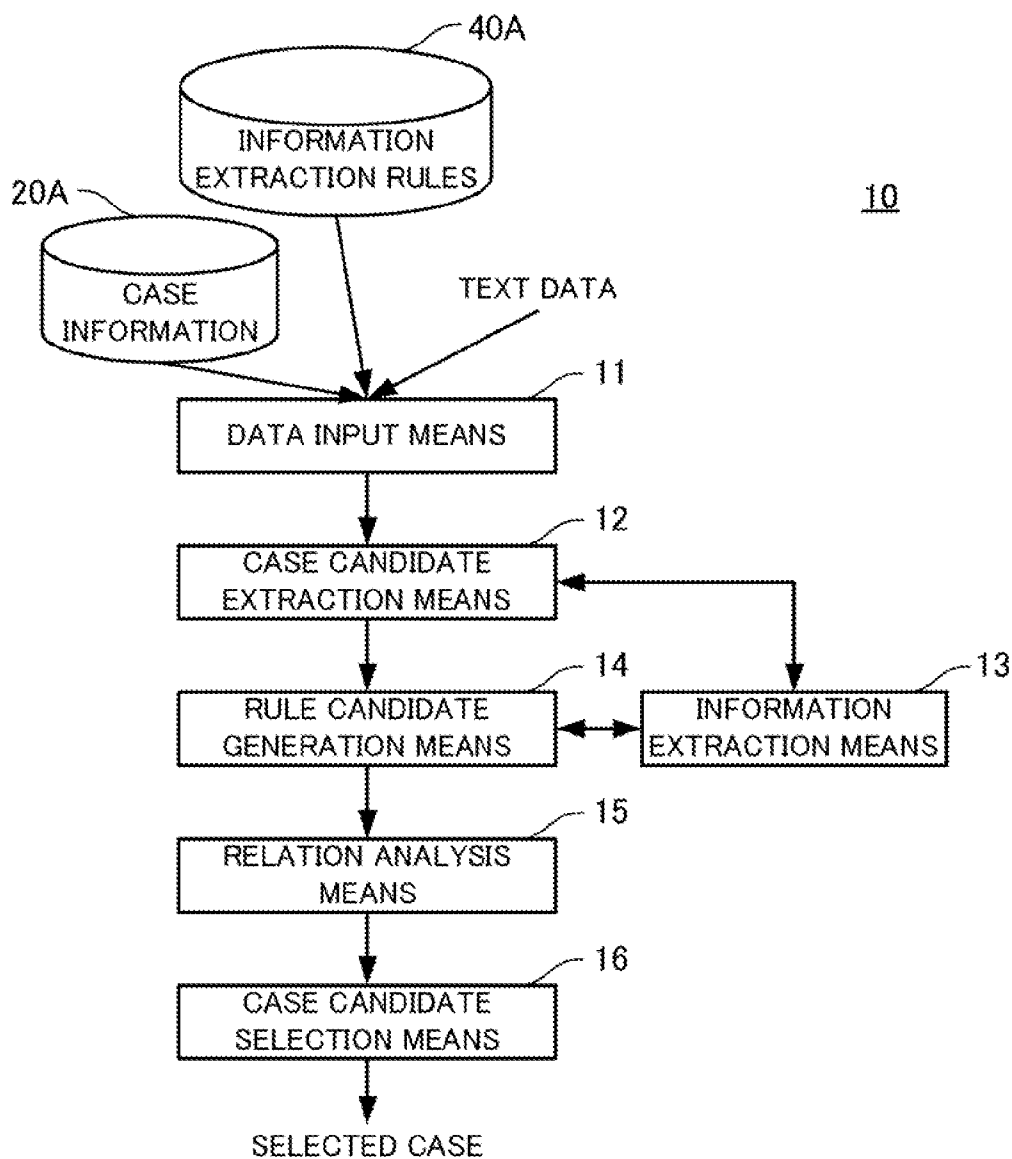 40A
INFORMATION
EXTRACTION RULES
20A
10
CASE
INFORMATION
TEXT DATA
11
DATA INPUT MEANS
12
CASE CANDIDATE
EXTRACTION MEANS
14
13
RULE CANDIDATE
GENERATION MEANS
INFORMATION
EXTRACTION MEANS
15
RELATION ANALYSIS
MEANS
16
CASE CANDIDATE
SELECTION MEANS
SELECTED CASE